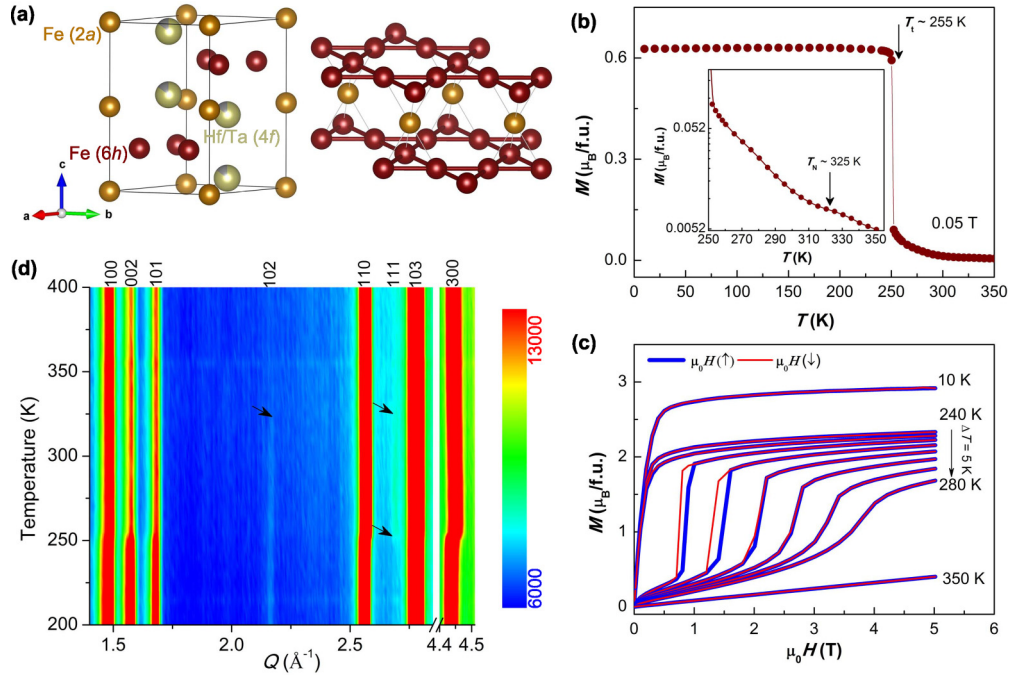 (a)
Fe (2a)
Hf/Ta (4f)
Fe (6h)
c
a
b
(b)
M (μB/f.u.)
0.6
0.3
0.0
Tt ~ 255 K
0.05 T
M (μB/f.u.)
0.052
0.0052
TN ~ 325 K
250 270 290 310 330 350
T (K)
0 50 100 150 200 250 300 350
T (K)
(d)
100
002
101
102
110
111
103
300
Temperature (K)
400
350
300
250
200
1.5 2.0 2.5 4.4 4.5
Q (Å-1)
13000
6000
(c)
μ0H (↑) μ0H (↓)
M (μB/f.u.)
3
2
1
0
10 K
240 K
ΔT = 5 K
280 K
350 K
0 1 2 3 4 5 6
μ0H (T)